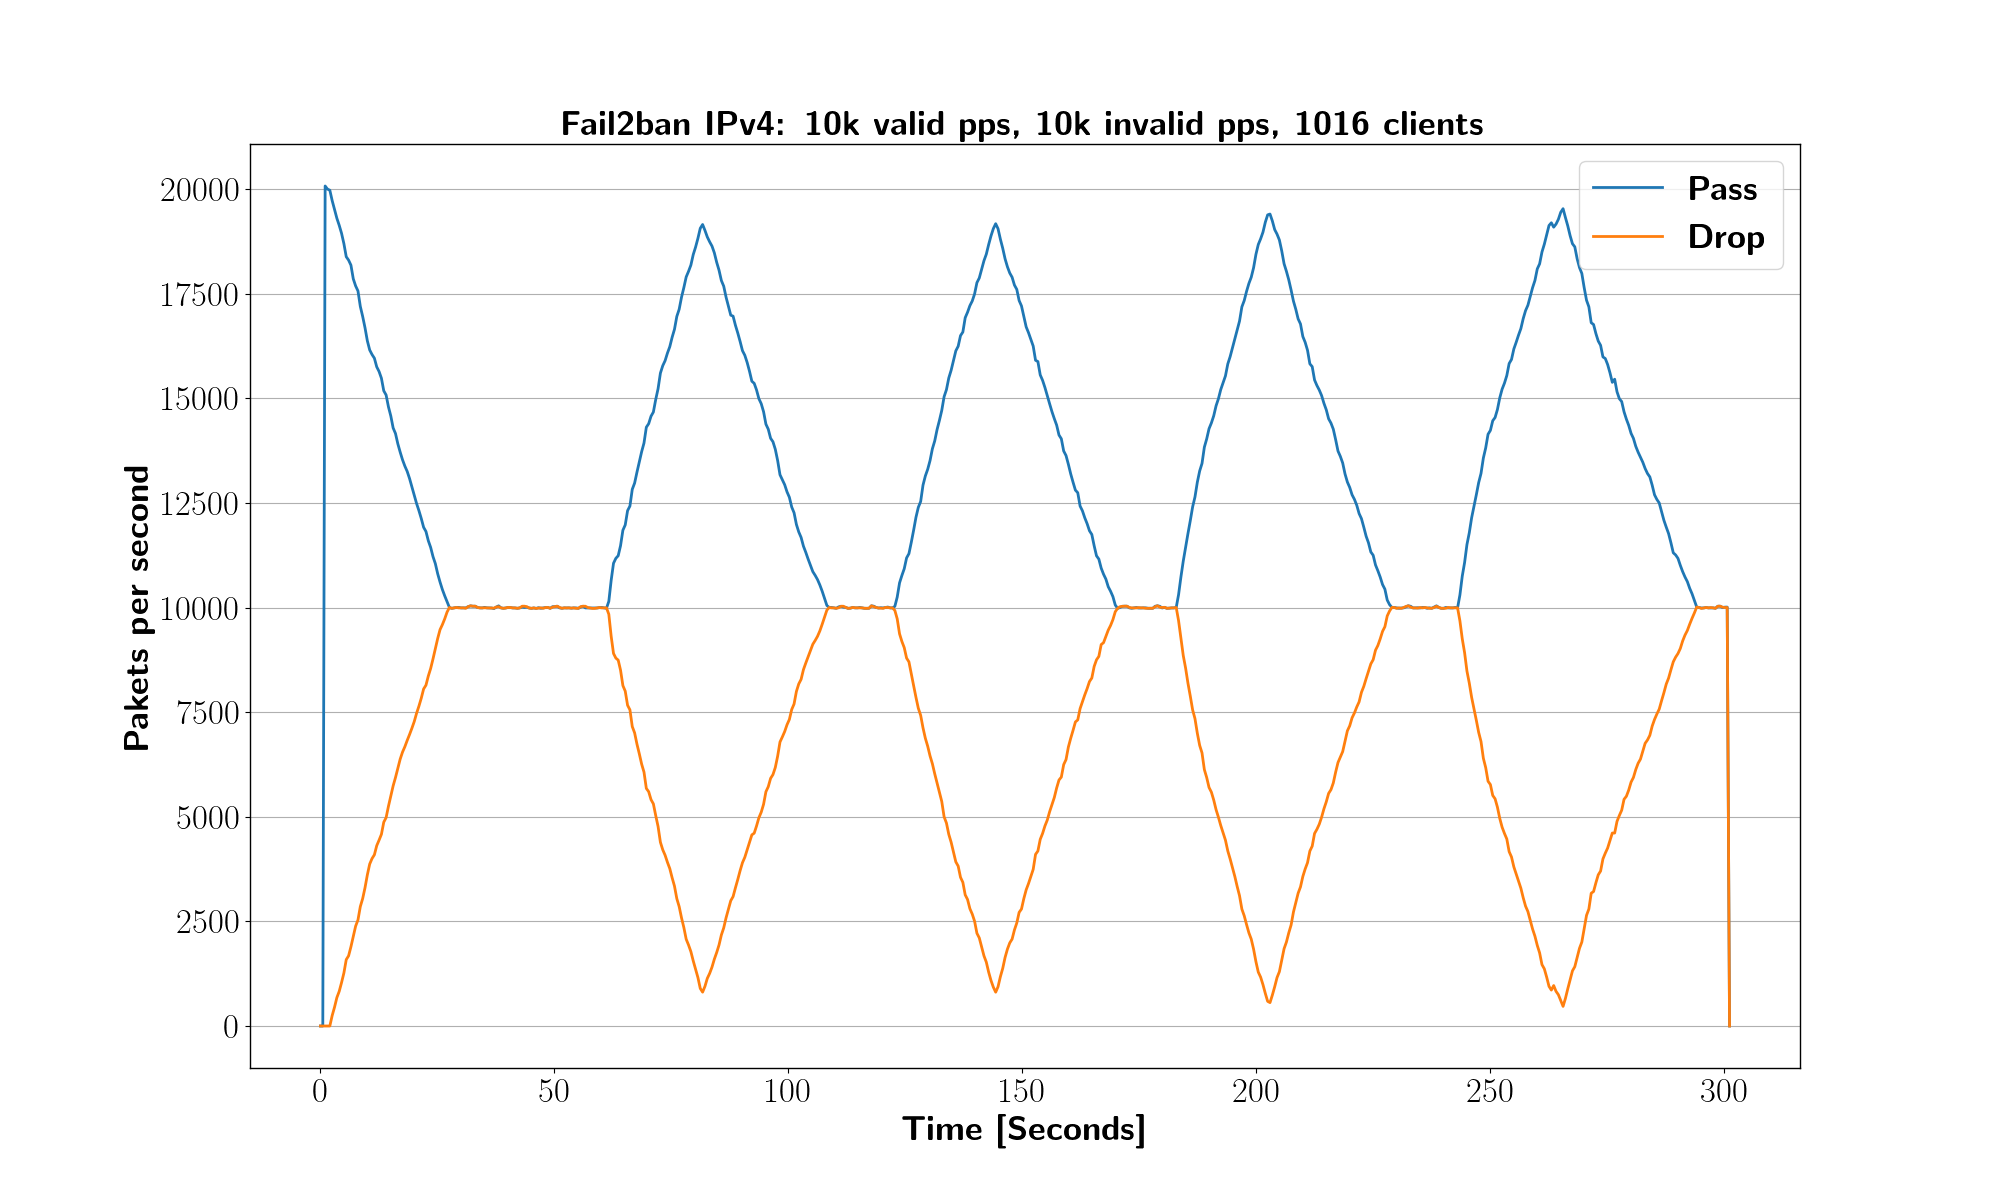 Fail2ban IPv4: 10k valid pps, 10k invalid pps, 1016 clients
Pass
Drop
20000
17500
15000
12500
10000
7500
5000
2500
0
Pakets per second
0 50 100 150 200 250 300
Time [Seconds]